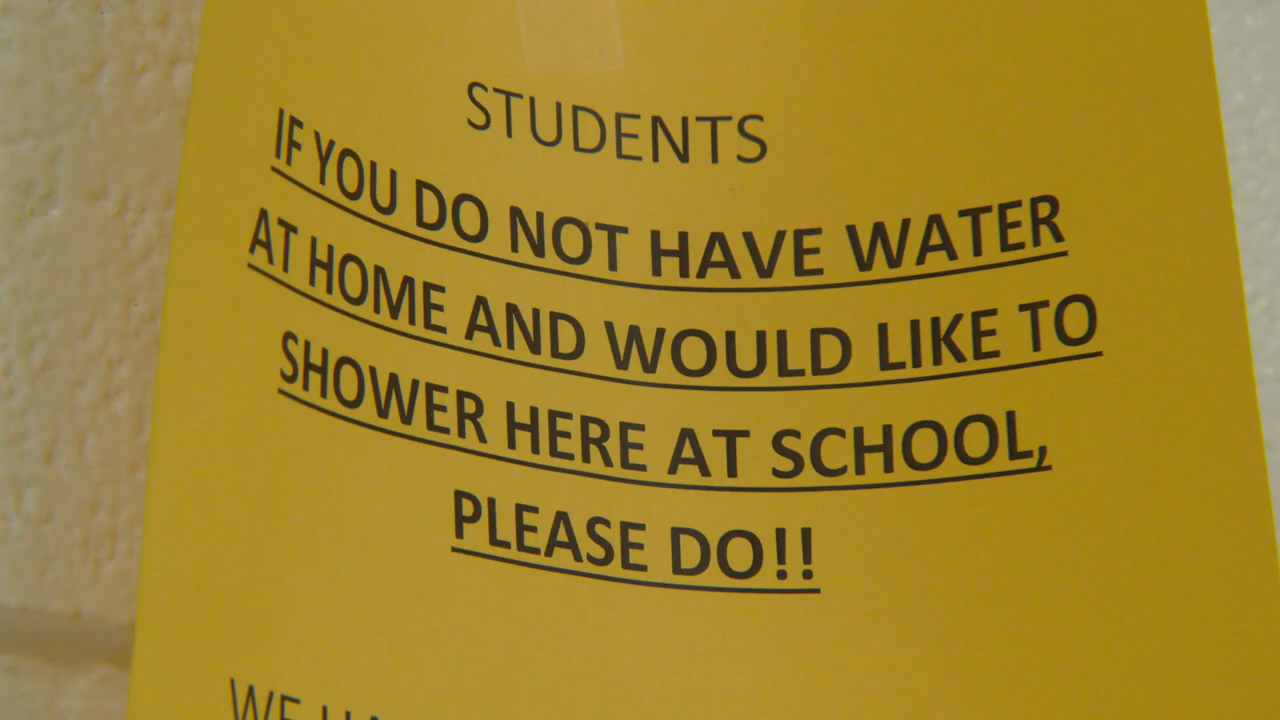 STUDENTS
IF YOU DO NOT HAVE WATER
AT HOME AND WOULD LIKE TO
SHOWER HERE AT SCHOOL,
PLEASE DO!!
WE